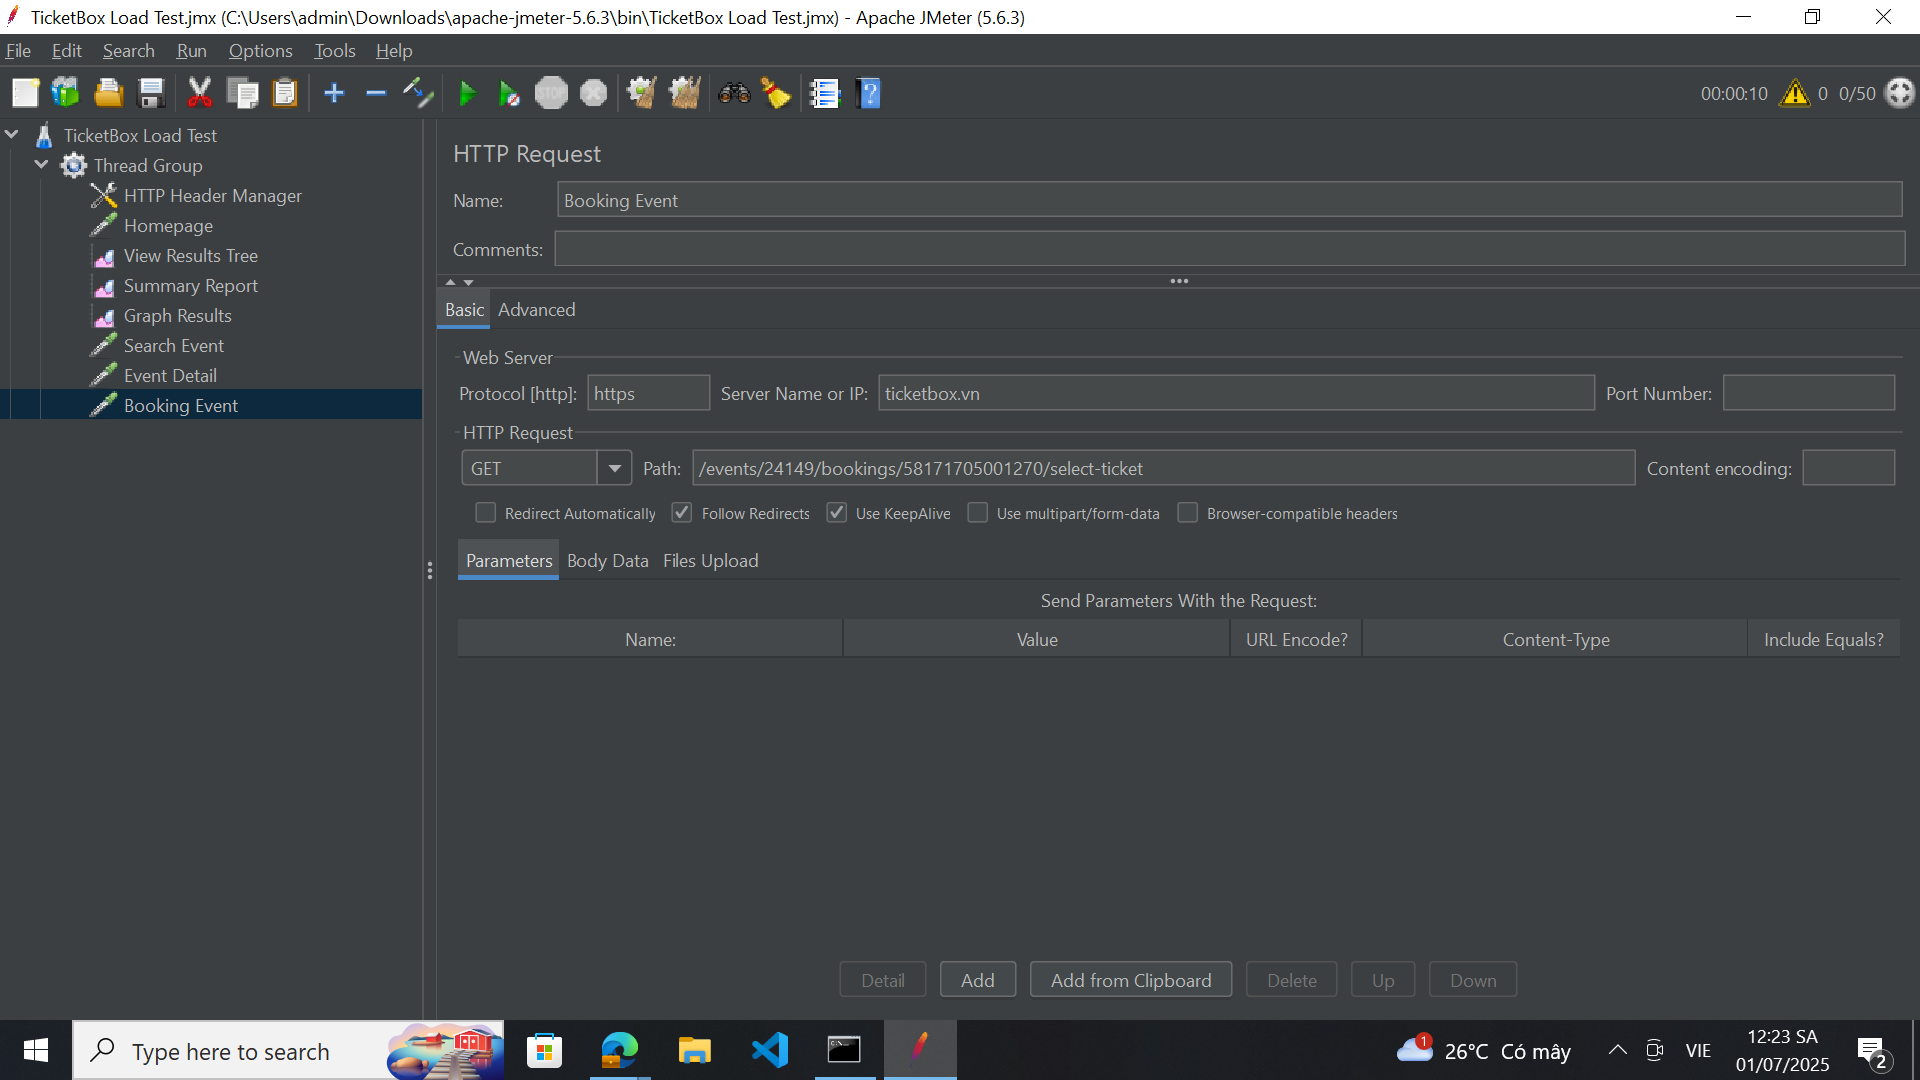 TicketBox Load Test.jmx (C:\Users\admin\Downloads\apache-jmeter-5.6.3\bin\TicketBox Load Test.jmx) - Apache JMeter (5.6.3)
File Edit Search Run Options Tools Help
STOP
00:00:10 0 0/50
TicketBox Load Test
Thread Group
HTTP Header Manager
Homepage
View Results Tree
Summary Report
Graph Results
Search Event
Event Detail
Booking Event
HTTP Request
Name: Booking Event
Comments:
Basic Advanced
Web Server
Protocol [http]: https Server Name or IP: ticketbox.vn Port Number:
HTTP Request
GET Path: /events/24149/bookings/58171705001270/select-ticket Content encoding:
Redirect Automatically Follow Redirects Use KeepAlive Use multipart/form-data Browser-compatible headers
Parameters Body Data Files Upload
Send Parameters With the Request:
Name: Value URL Encode? Content-Type Include Equals?
Detail Add Add from Clipboard Delete Up Down
Type here to search
1 26°C Có mây VIE 12:23 SA
01/07/2025
2